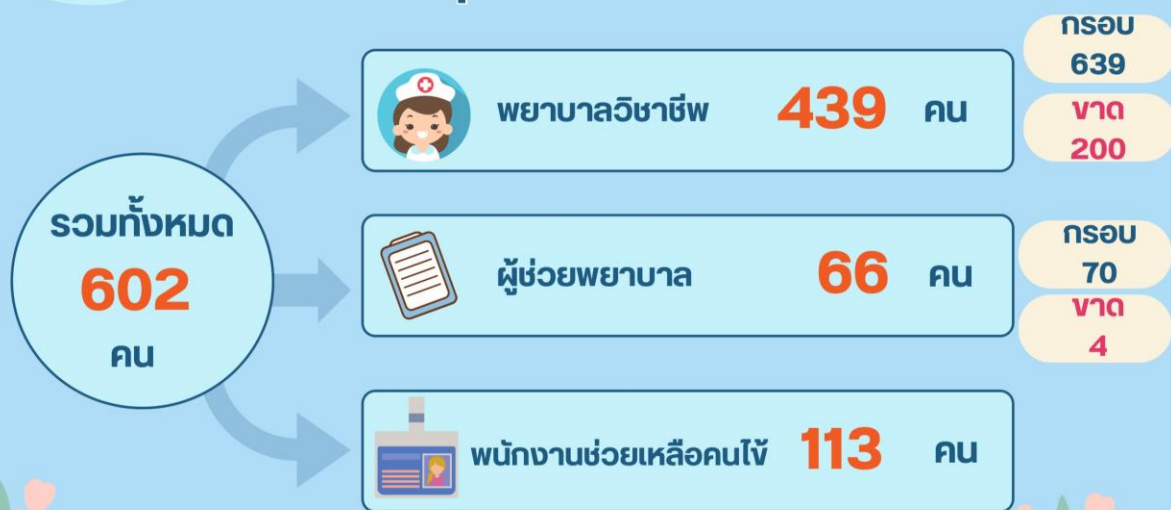 รวมทั้งหมด
602
คน
พยาบาลวิชาชีพ 439 คน
กรอบ
639
ขาด
200
ผู้ช่วยพยาบาล 66 คน
กรอบ
70
ขาด
4
พนักงานช่วยเหลือคนไข้ 113 คน